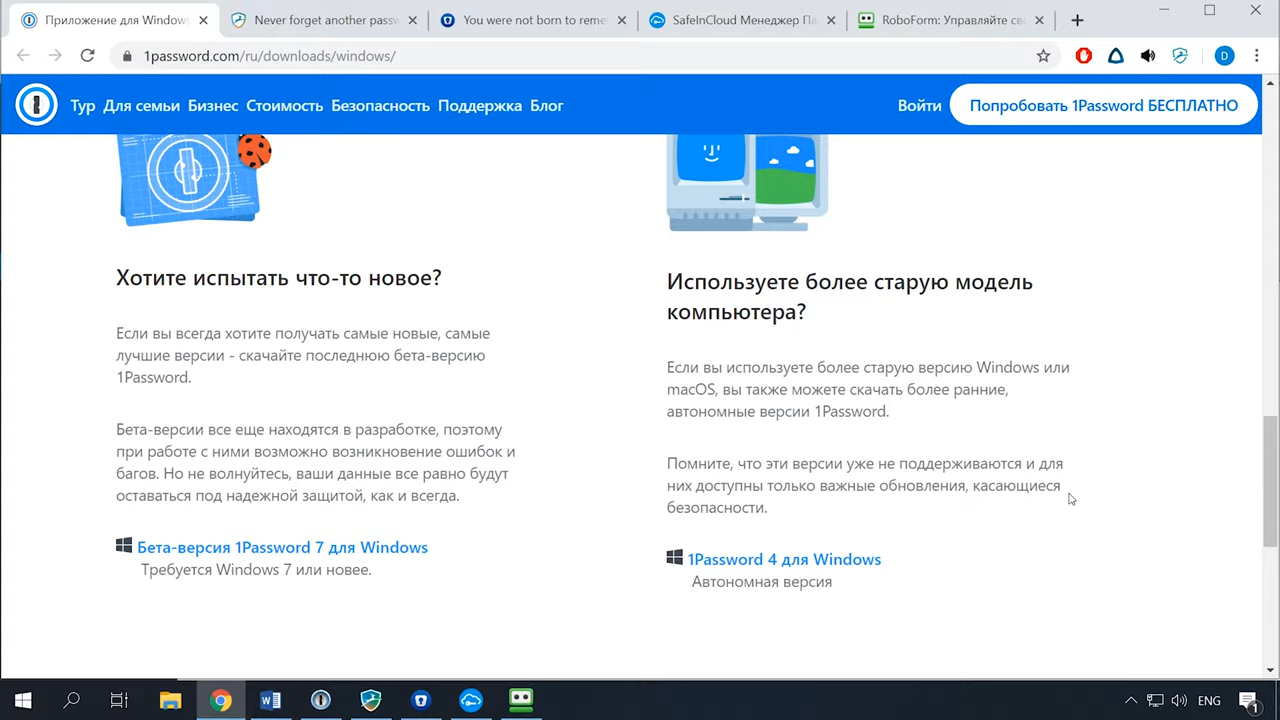 Приложение для Windows
Never forget another passw
You were not born to reme
SafeInCloud Менеджер Па
RoboForm: Управляйте сво
1password.com/ru/downloads/windows/
D
Тур Для семьи Бизнес Стоимость Безопасность Поддержка Блог
Войти
Попробовать 1Password БЕСПЛАТНО
Хотите испытать что-то новое?
Если вы всегда хотите получать самые новые, самые
лучшие версии - скачайте последнюю бета-версию
1Password.
Бета-версии все еще находятся в разработке, поэтому
при работе с ними возможно возникновение ошибок и
багов. Но не волнуйтесь, ваши данные все равно будут
оставаться под надежной защитой, как и всегда.
Бета-версия 1Password 7 для Windows
Требуется Windows 7 или новее.
Используете более старую модель
компьютера?
Если вы используете более старую версию Windows или
macOS, вы также можете скачать более ранние,
автономные версии 1Password.
Помните, что эти версии уже не поддерживаются и для
них доступны только важные обновления, касающиеся
безопасности.
1Password 4 для Windows
Автономная версия
ENG
1